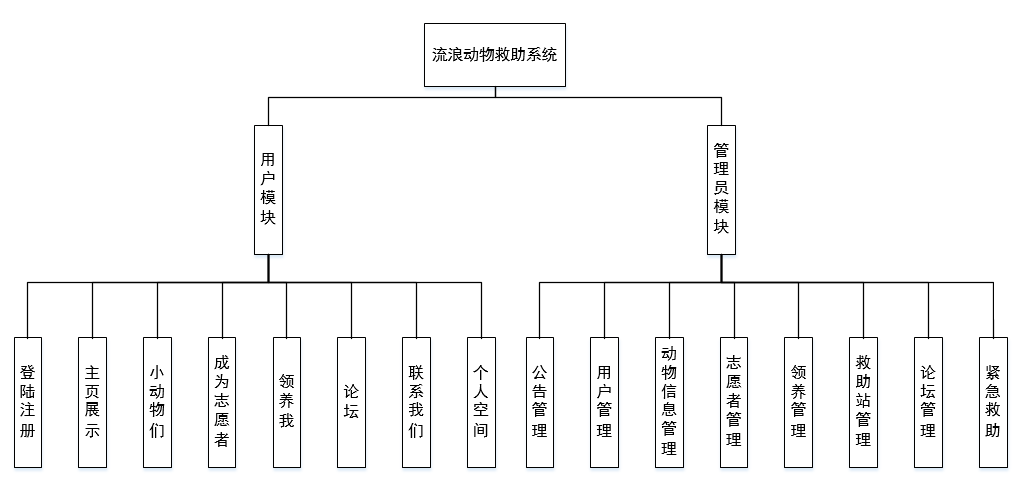 流浪动物救助系统
用户模块
管理员模块
登陆注册
主页展示
小动物们
成为志愿者
领养我
论坛
联系我们
个人空间
公告管理
用户管理
动物信息管理
志愿者管理
领养管理
救助站管理
论坛管理
紧急救助